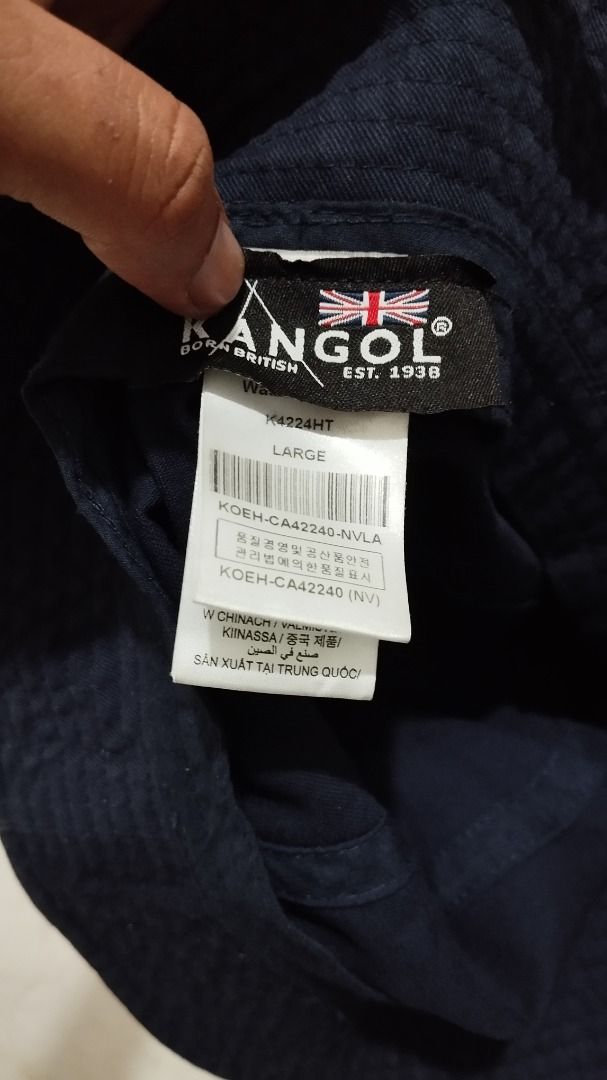 KANGOL®
BORN BRITISH
EST. 1938
K4224HT
LARGE
KOEH-CA42240-NVLA
품질경영및공산품안전
관리법에의한품질표시
KOEH-CA42240 (NV)
W CHINACH /
KIINASSA / 중국 제품/
صنع في الصين
SẢN XUẤT TẠI TRUNG QUỐC/